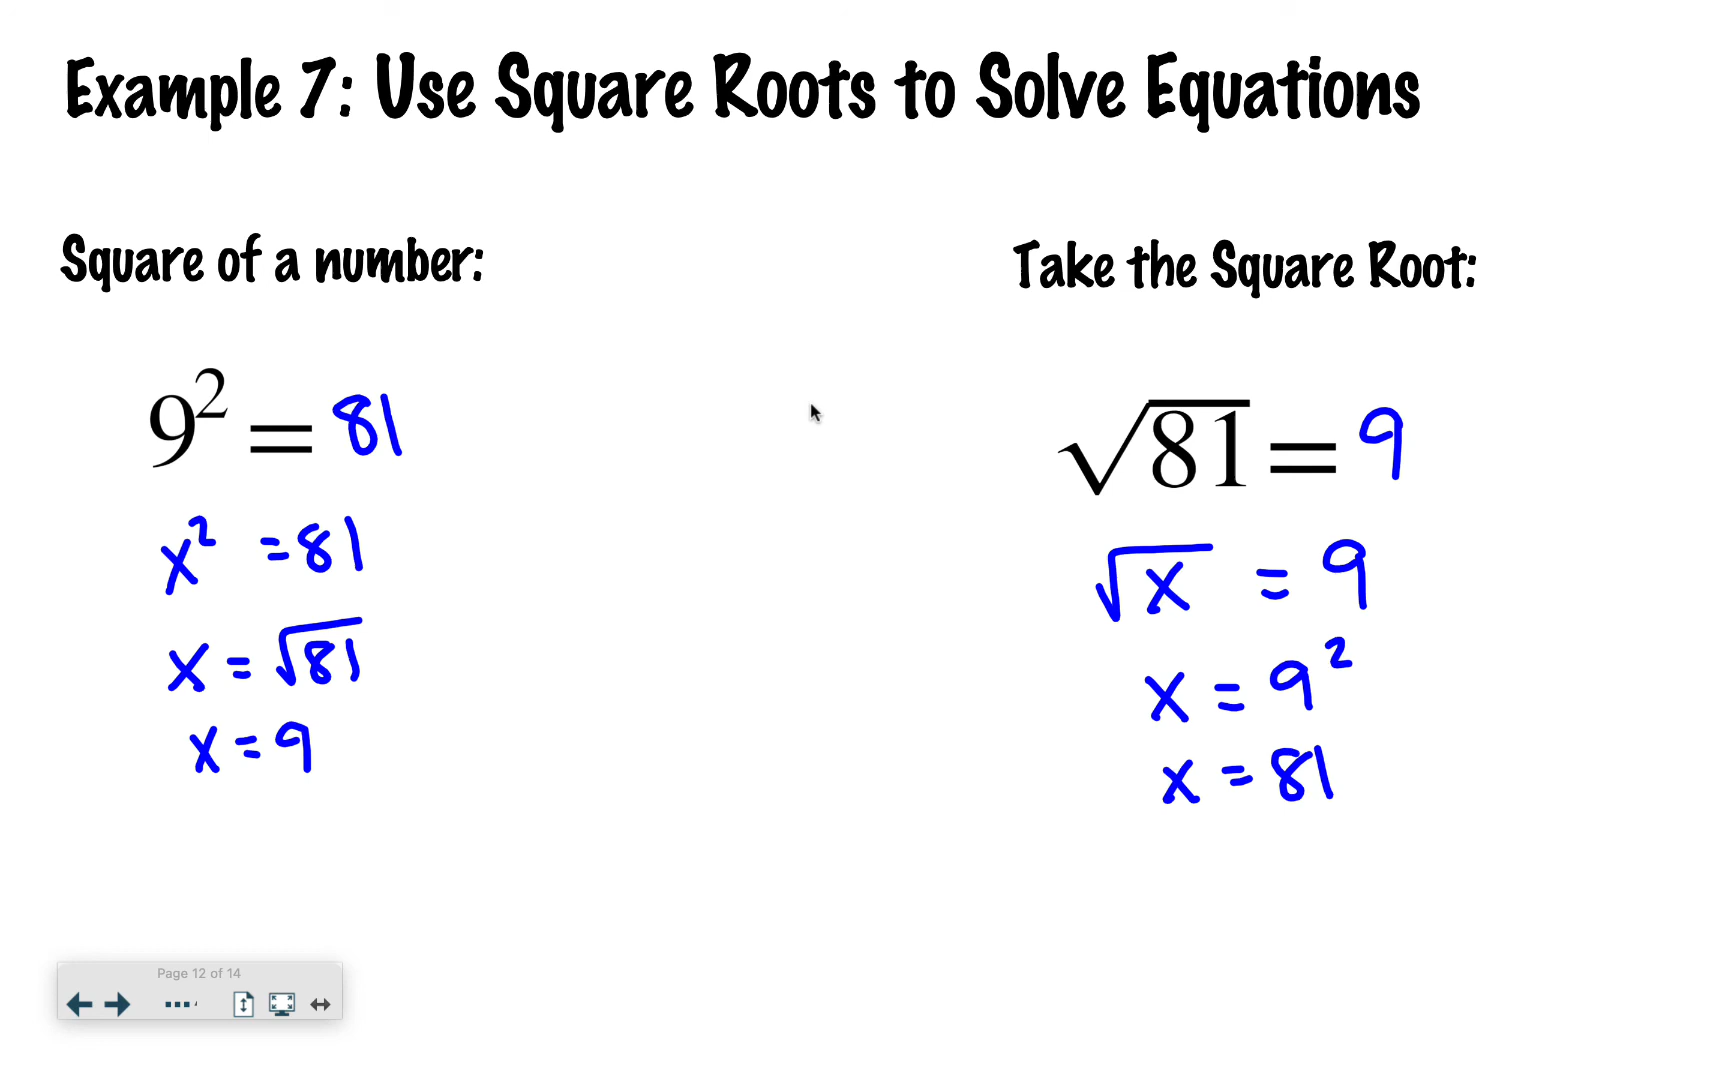 Example 7: Use Square Roots to Solve Equations
Square of a number:
9² = 81
x² = 81
x = √81
x = 9
Take the Square Root:
√81 = 9
√x = 9
x = 9²
x = 81
Page 12 of 14